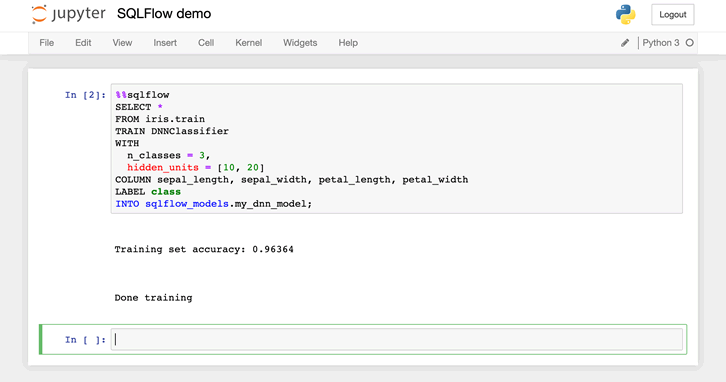 jupyter SQLFlow demo
Logout
File Edit View Insert Cell Kernel Widgets Help Python 3
In [2]: %%sqlflow
SELECT *
FROM iris.train
TRAIN DNNClassifier
WITH
n_classes = 3,
hidden_units = [10, 20]
COLUMN sepal_length, sepal_width, petal_length, petal_width
LABEL class
INTO sqlflow_models.my_dnn_model;
Training set accuracy: 0.96364
Done training
In [ ]: